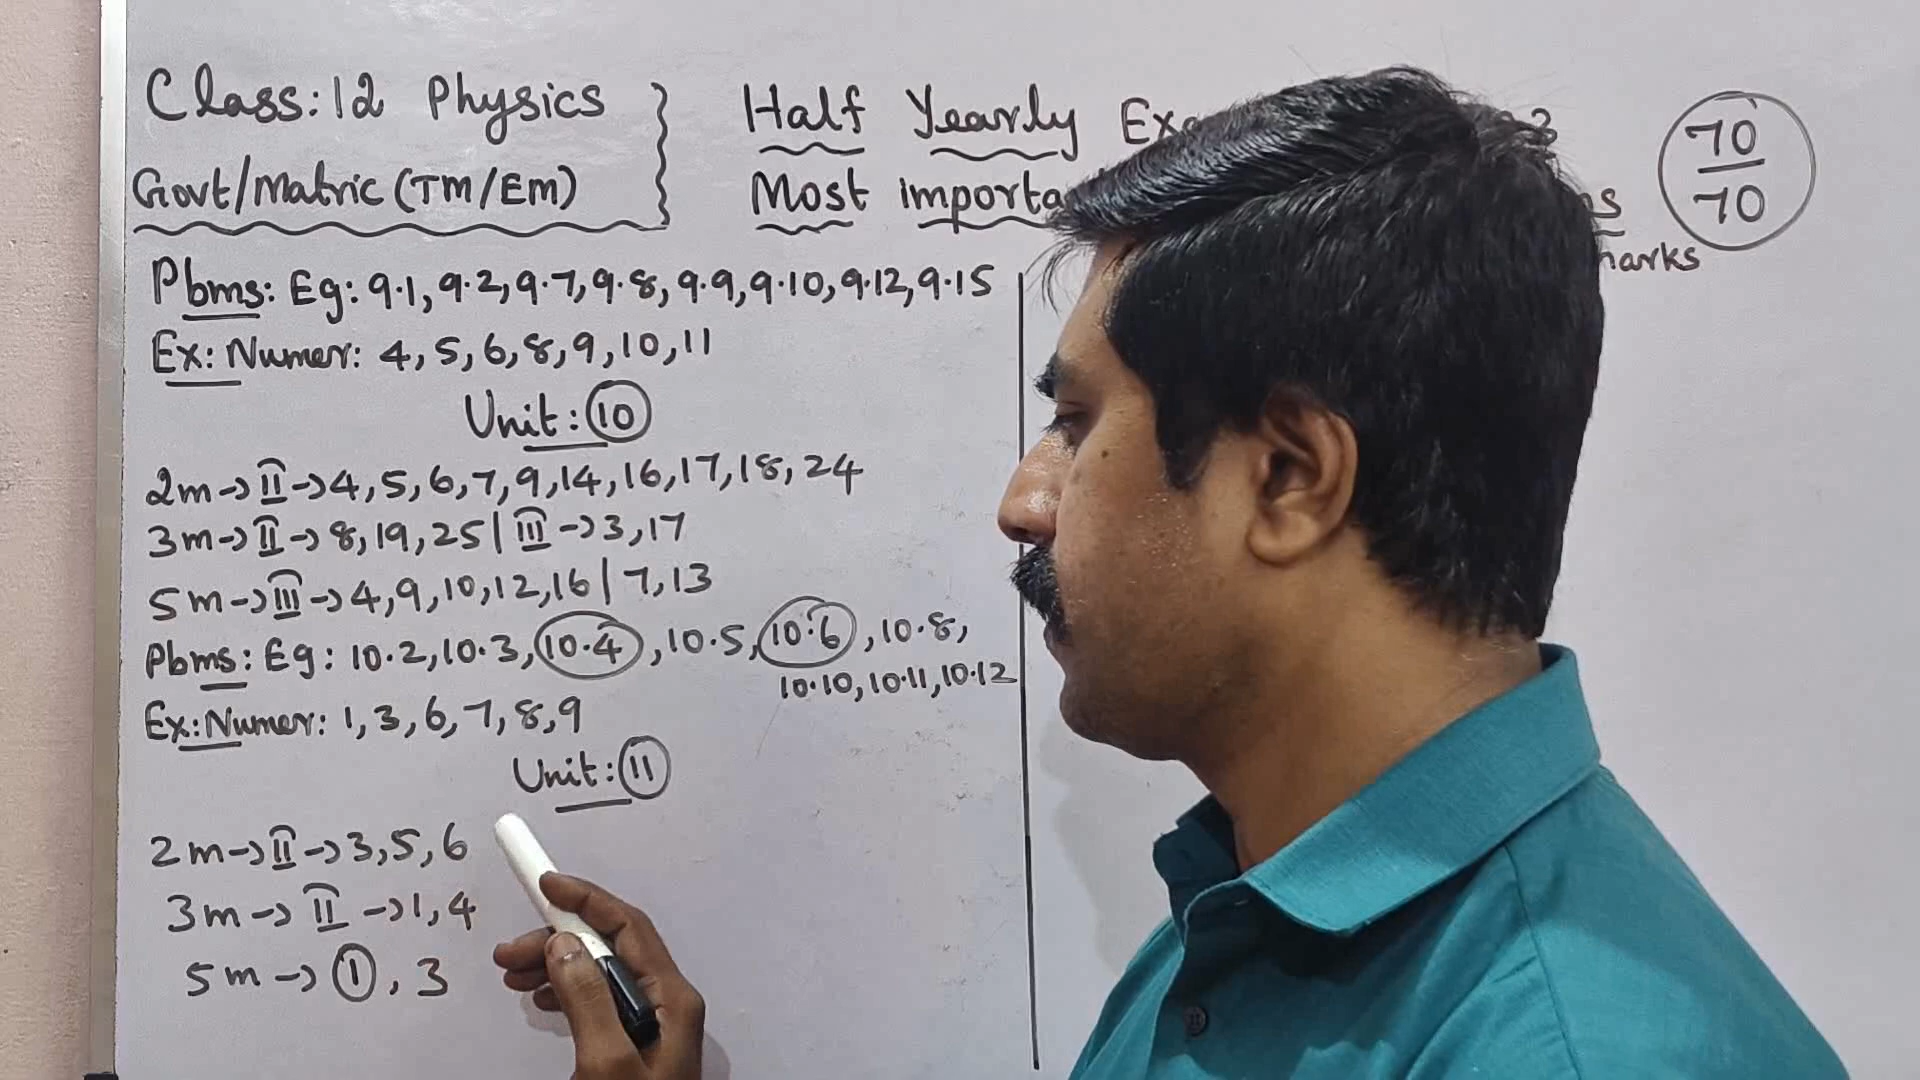 Class:12 Physics
Govt/Matric (TM/EM)
Half Yearly
Most
70/70
marks
Pbms: Eg: 9.1, 9.2, 9.7, 9.8, 9.9, 9.10, 9.12, 9.15
Ex: Numer: 4, 5, 6, 8, 9, 10, 11
Unit: 10
2m → II → 4, 5, 6, 7, 9, 14, 16, 17, 18, 24
3m → II → 8, 19, 25 | III → 3, 17
5m → III → 4, 9, 10, 12, 16 | 7, 13
Pbms: Eg: 10.2, 10.3, 10.4, 10.5, 10.6, 10.8,
10.10, 10.11, 10.12
Ex: Numer: 1, 3, 6, 7, 8, 9
Unit: 11
2m → II → 3, 5, 6
3m → II → 1, 4
5m → 1, 3